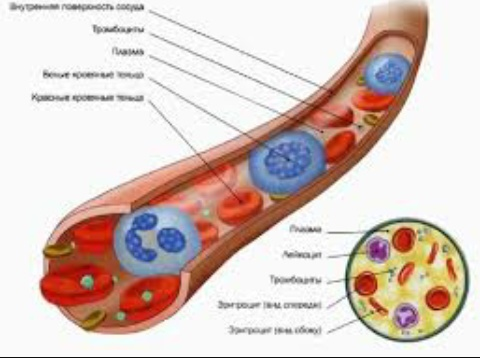 Внутренняя поверхность сосуда
Тромбоциты
Плазма
Белые кровяные тельца
Красные кровяные тельца
Плазма
Лейкоцит
Тромбоциты
Эритроцит (вид спереди)
Эритроцит (вид сбоку)